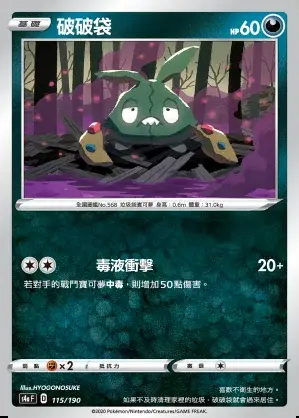 基礎 破破袋 HP60
全國圖鑑No.568 垃圾袋寶可夢 身高：0.6m 體重：31.0kg
毒液衝擊 20+
若對手的戰鬥寶可夢中毒，則增加50點傷害。
弱點 ×2 抵抗力 撤退
Illus.HYOGONOSUKE
s4a F D 115/190
喜歡不衛生的地方。
如果不及時清理家裡的垃圾，破破袋就會過來居住。
©2020 Pokémon/Nintendo/Creatures/GAME FREAK.